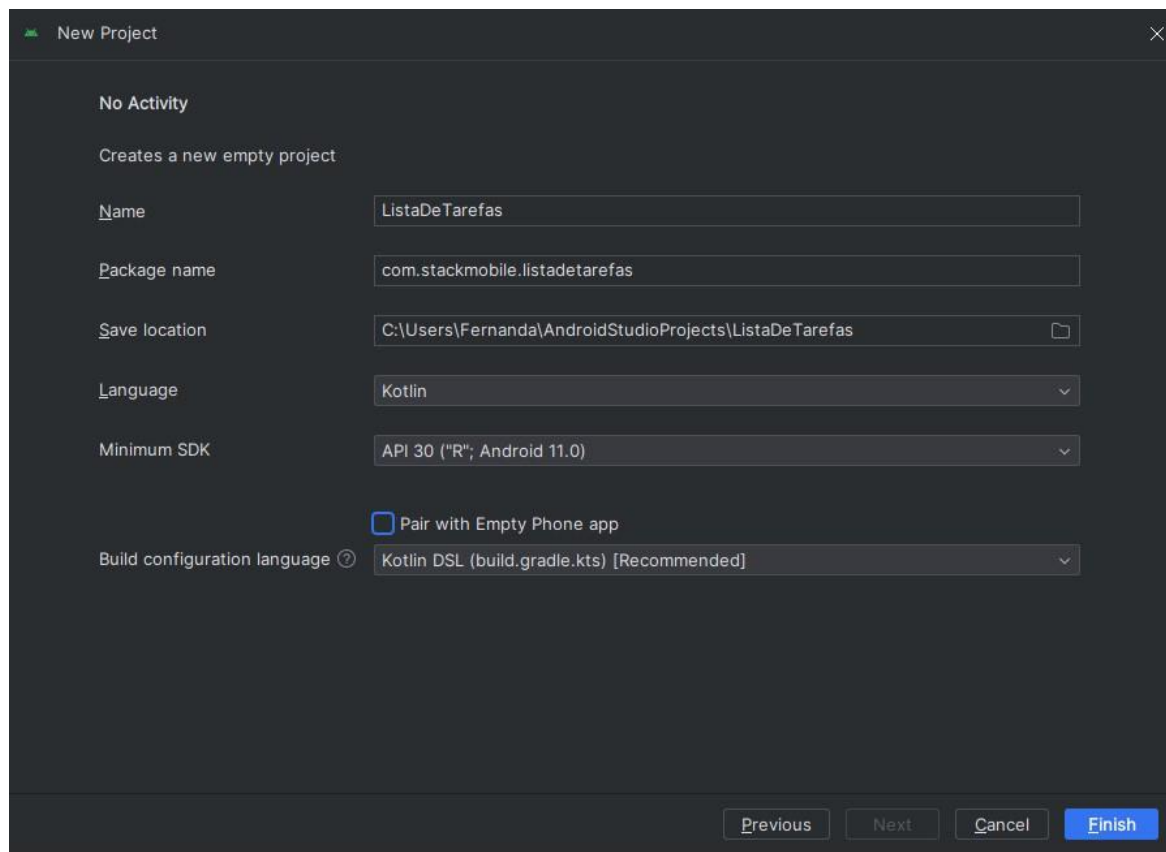 New Project
No Activity
Creates a new empty project
Name
ListaDeTarefas
Package name
com.stackmobile.listadetarefas
Save location
C:\Users\Fernanda\AndroidStudioProjects\ListaDeTarefas
Language
Kotlin
Minimum SDK
API 30 ("R"; Android 11.0)
Pair with Empty Phone app
Build configuration language ?
Kotlin DSL (build.gradle.kts) [Recommended]
Previous
Next
Cancel
Finish